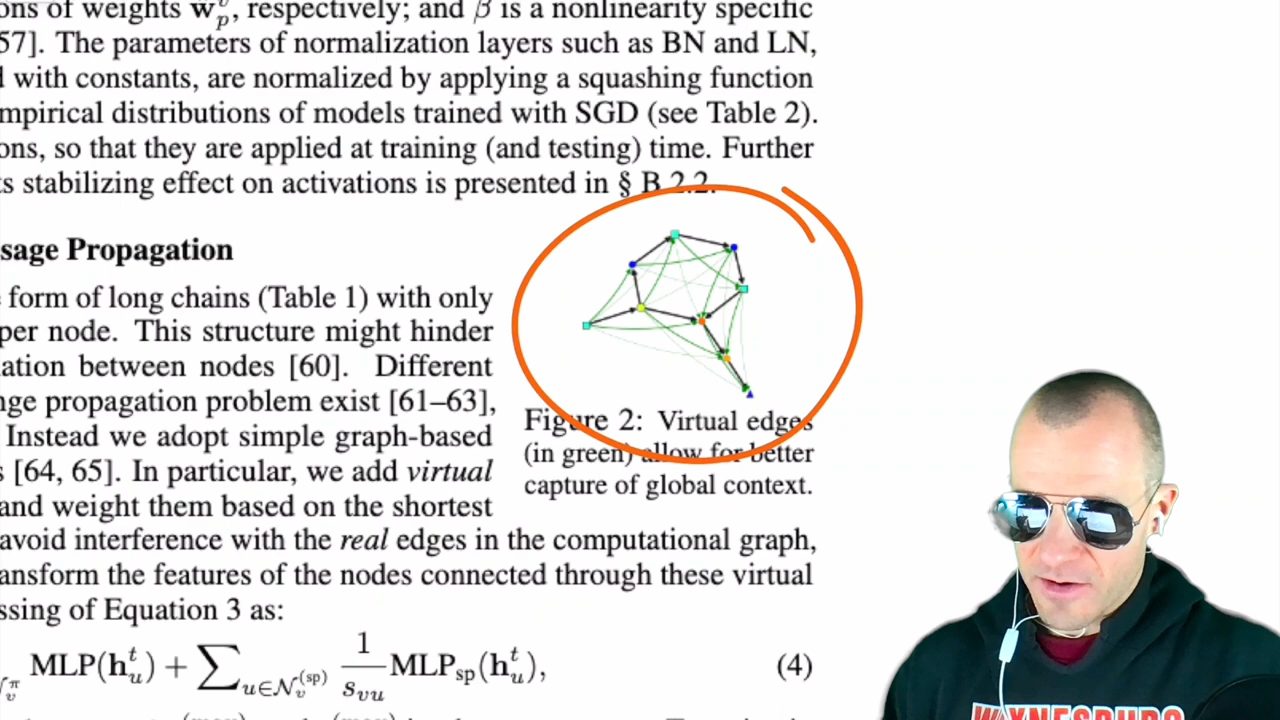 ons of weights ŵ_p^t, respectively; and β is a nonlinearity specific
57]. The parameters of normalization layers such as BN and LN,
d with constants, are normalized by applying a squashing function
mpirical distributions of models trained with SGD (see Table 2).
ons, so that they are applied at training (and testing) time. Further
ts stabilizing effect on activations is presented in § B.2.2.
sage Propagation
form of long chains (Table 1) with only
per node. This structure might hinder
ation between nodes [60]. Different
nge propagation problem exist [61–63],
Instead we adopt simple graph-based
s [64, 65]. In particular, we add virtual
and weight them based on the shortest
Figure 2: Virtual edges
(in green) allow for better
capture of global context.
avoid interference with the real edges in the computational graph,
ansform the features of the nodes connected through these virtual
ssing of Equation 3 as:
MLP(h_u^t) + ∑_{u∈N_v^{(sp)}} 1/s_{vu} MLP_sp(h_u^t), (4)
WAYNESBURG